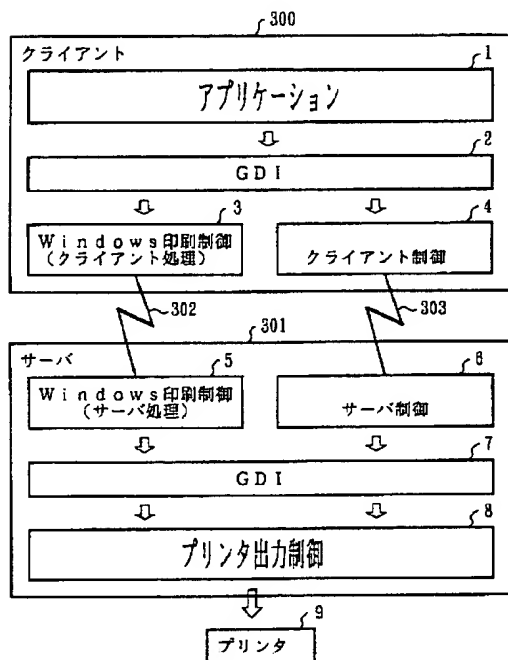 300
クライアント
1
アプリケーション
2
GDI
3
4
Windows印刷制御
(クライアント処理)
クライアント制御
302
303
301
サーバ
5
6
Windows印刷制御
(サーバ処理)
サーバ制御
7
GDI
8
プリンタ出力制御
9
プリンタ